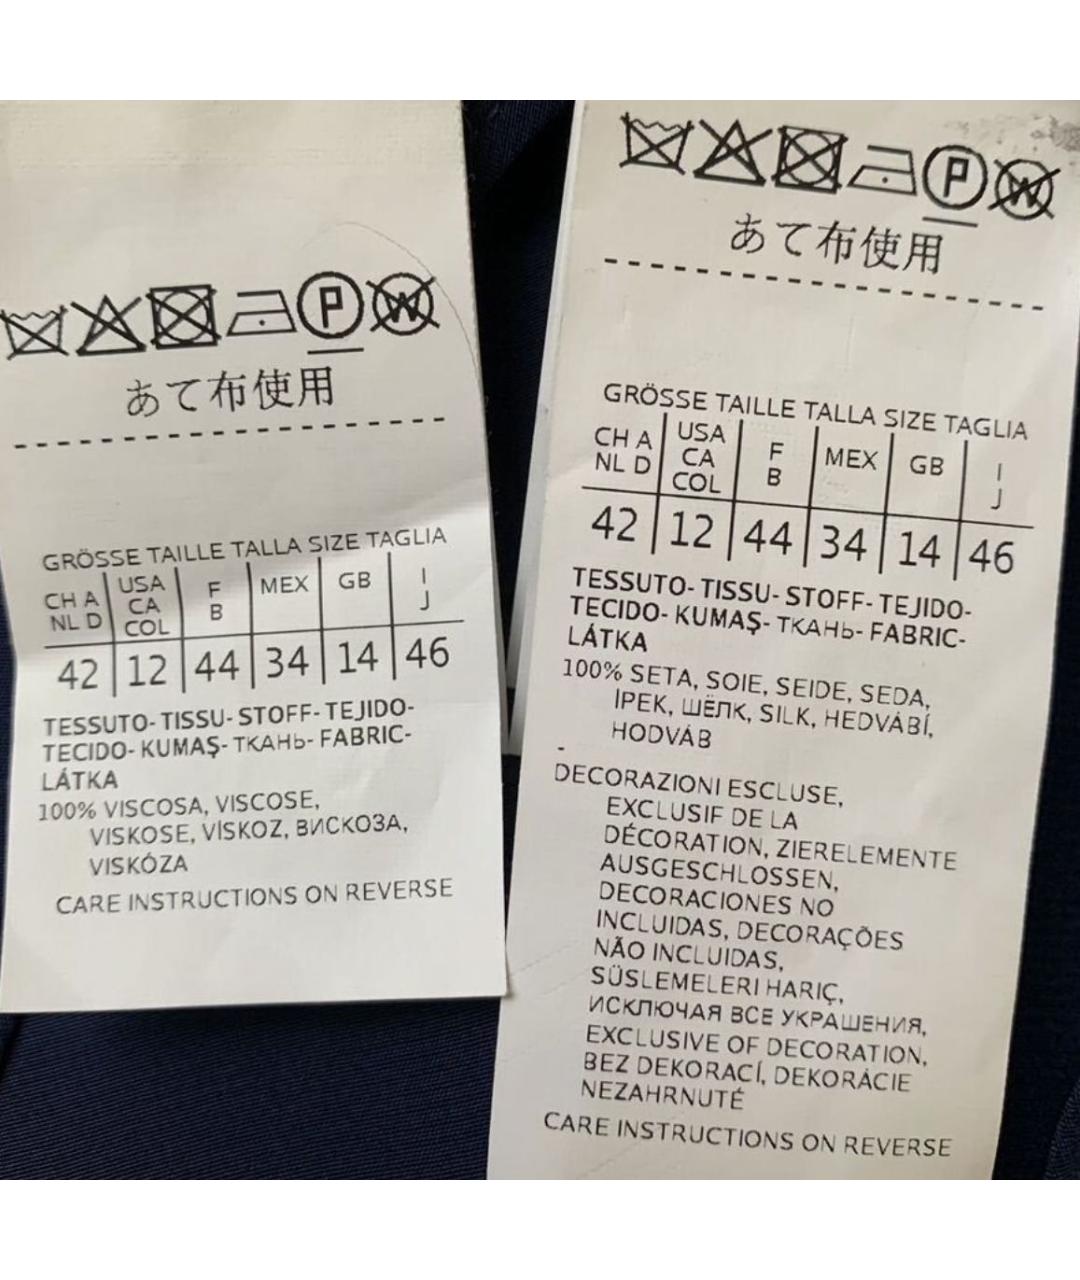 P W
あて布使用
GRÖSSE TAILLE TALLA SIZE TAGLIA
CH A NL D USA CA COL F B MEX GB I J
42 12 44 34 14 46
TESSUTO- TISSU- STOFF- TEJIDO-
TECIDO- KUMAŞ- ТКАНЬ- FABRIC-
LÁTKA
100% VISCOSA, VISCOSE,
VISKOSE, VİSKOZ, ВИСКОЗА,
VISKÓZA
CARE INSTRUCTIONS ON REVERSE
P W
あて布使用
GRÖSSE TAILLE TALLA SIZE TAGLIA
CH A NL D USA CA COL F B MEX GB I J
42 12 44 34 14 46
TESSUTO- TISSU- STOFF- TEJIDO-
TECIDO- KUMAŞ- ТКАНЬ- FABRIC-
LÁTKA
100% SETA, SOIE, SEIDE, SEDA,
İPEK, ШЁЛК, SILK, HEDVÁBÍ,
HODVÁB
-
DECORAZIONI ESCLUSE,
EXCLUSIF DE LA
DÉCORATION, ZIERELEMENTE
AUSGESCHLOSSEN,
DECORACIONES NO
INCLUIDAS, DECORAÇÕES
NÃO INCLUIDAS,
SÜSLEMELERI HARIÇ,
ИСКЛЮЧАЯ ВСЕ УКРАШЕНИЯ,
EXCLUSIVE OF DECORATION,
BEZ DEKORACÍ, DEKORÁCIE
NEZAHRNUTÉ
CARE INSTRUCTIONS ON REVERSE